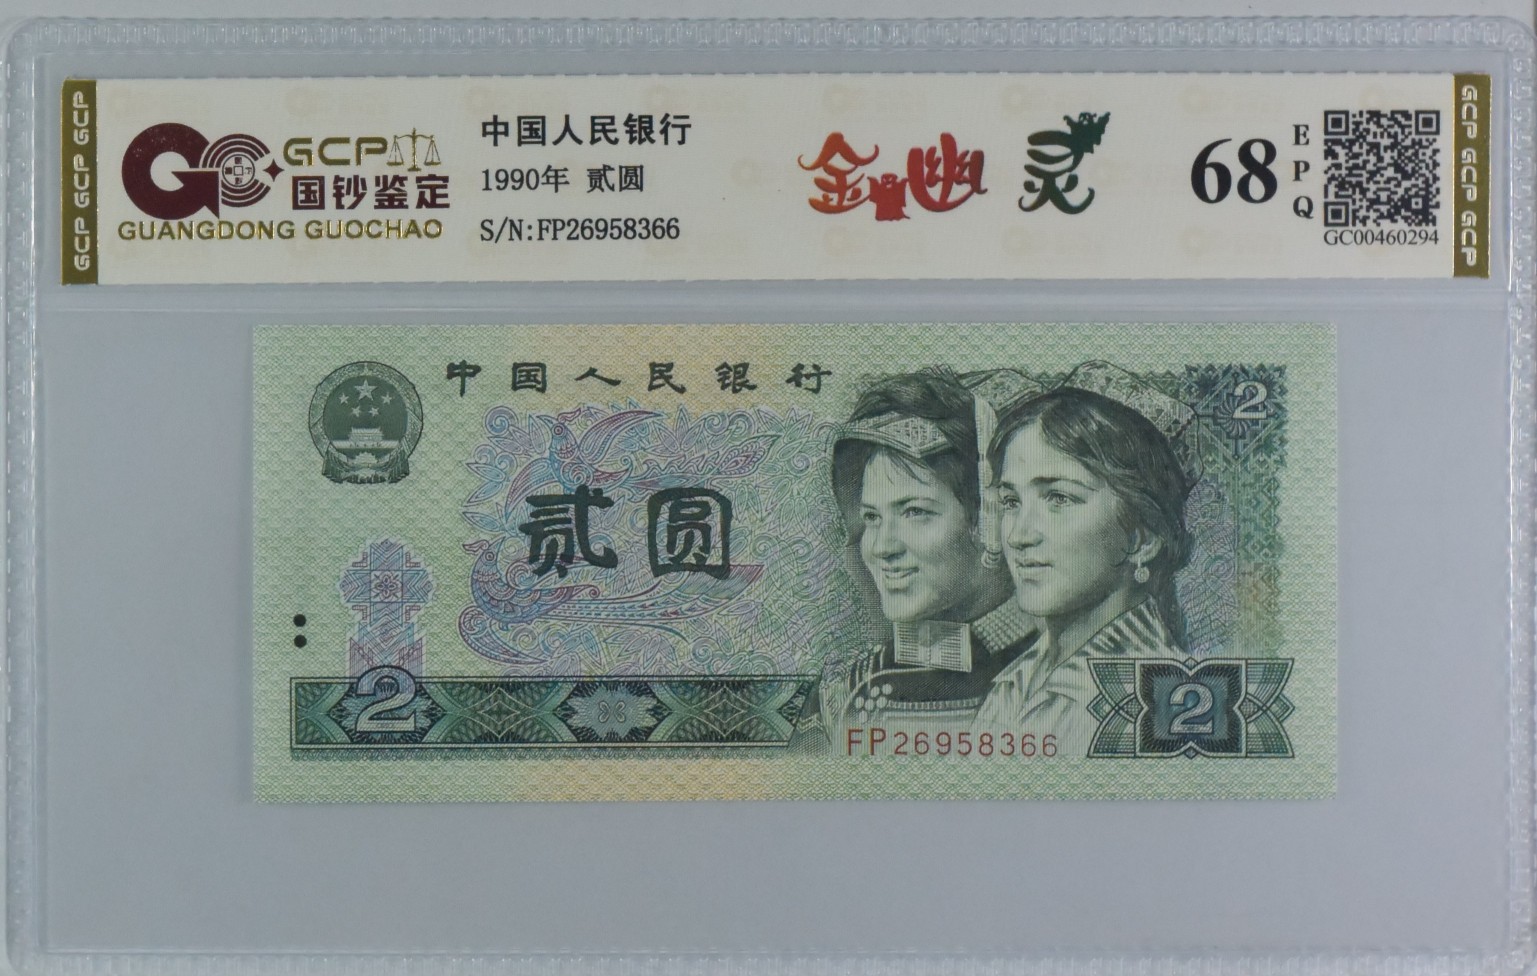 GCP GCP GCP
GCP
国钞鉴定
GUANGDONG GUOCHAO
中国人民银行
1990年 贰圆
S/N:FP26958366
金幽灵
68
EPQ
GC00460294
GCP GCP GCP
中国人民银行
2
贰圆
2
FP26958366
2